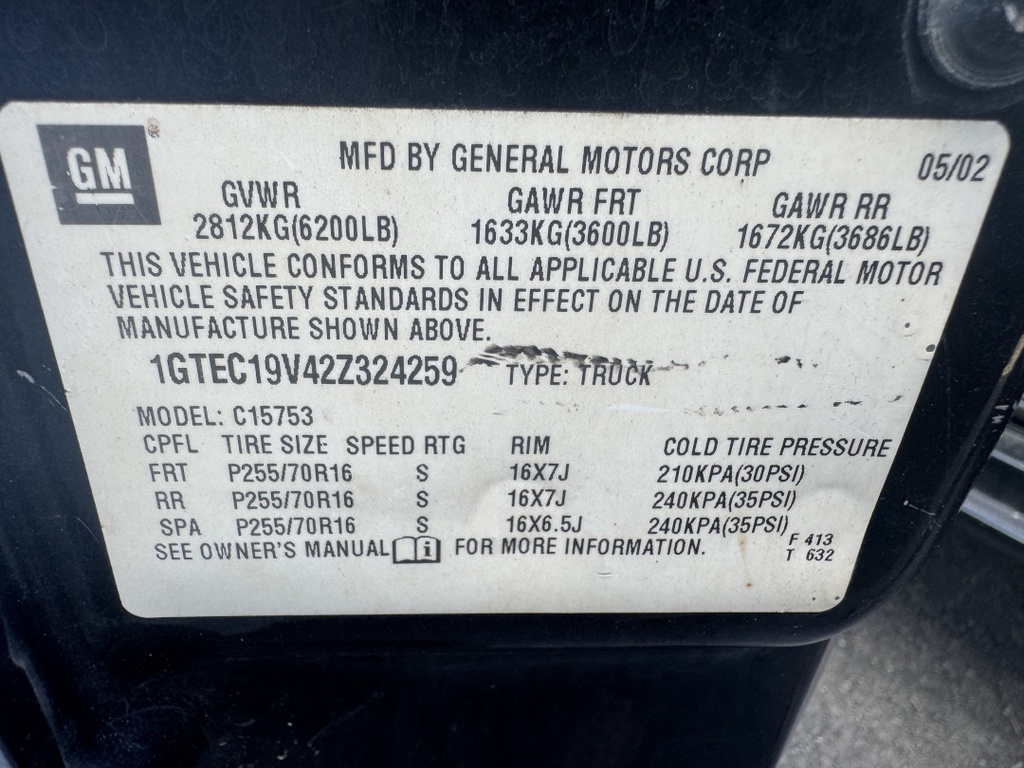 GM
MFD BY GENERAL MOTORS CORP 05/02
GVWR GAWR FRT GAWR RR
2812KG(6200LB) 1633KG(3600LB) 1672KG(3686LB)
THIS VEHICLE CONFORMS TO ALL APPLICABLE U.S. FEDERAL MOTOR
VEHICLE SAFETY STANDARDS IN EFFECT ON THE DATE OF
MANUFACTURE SHOWN ABOVE.
1GTEC19V42Z324259 TYPE: TRUCK
MODEL: C15753
CPFL TIRE SIZE SPEED RTG RIM COLD TIRE PRESSURE
FRT P255/70R16 S 16X7J 210KPA(30PSI)
RR P255/70R16 S 16X7J 240KPA(35PSI)
SPA P255/70R16 S 16X6.5J 240KPA(35PSI)
SEE OWNER'S MANUAL FOR MORE INFORMATION. F 413
T 632